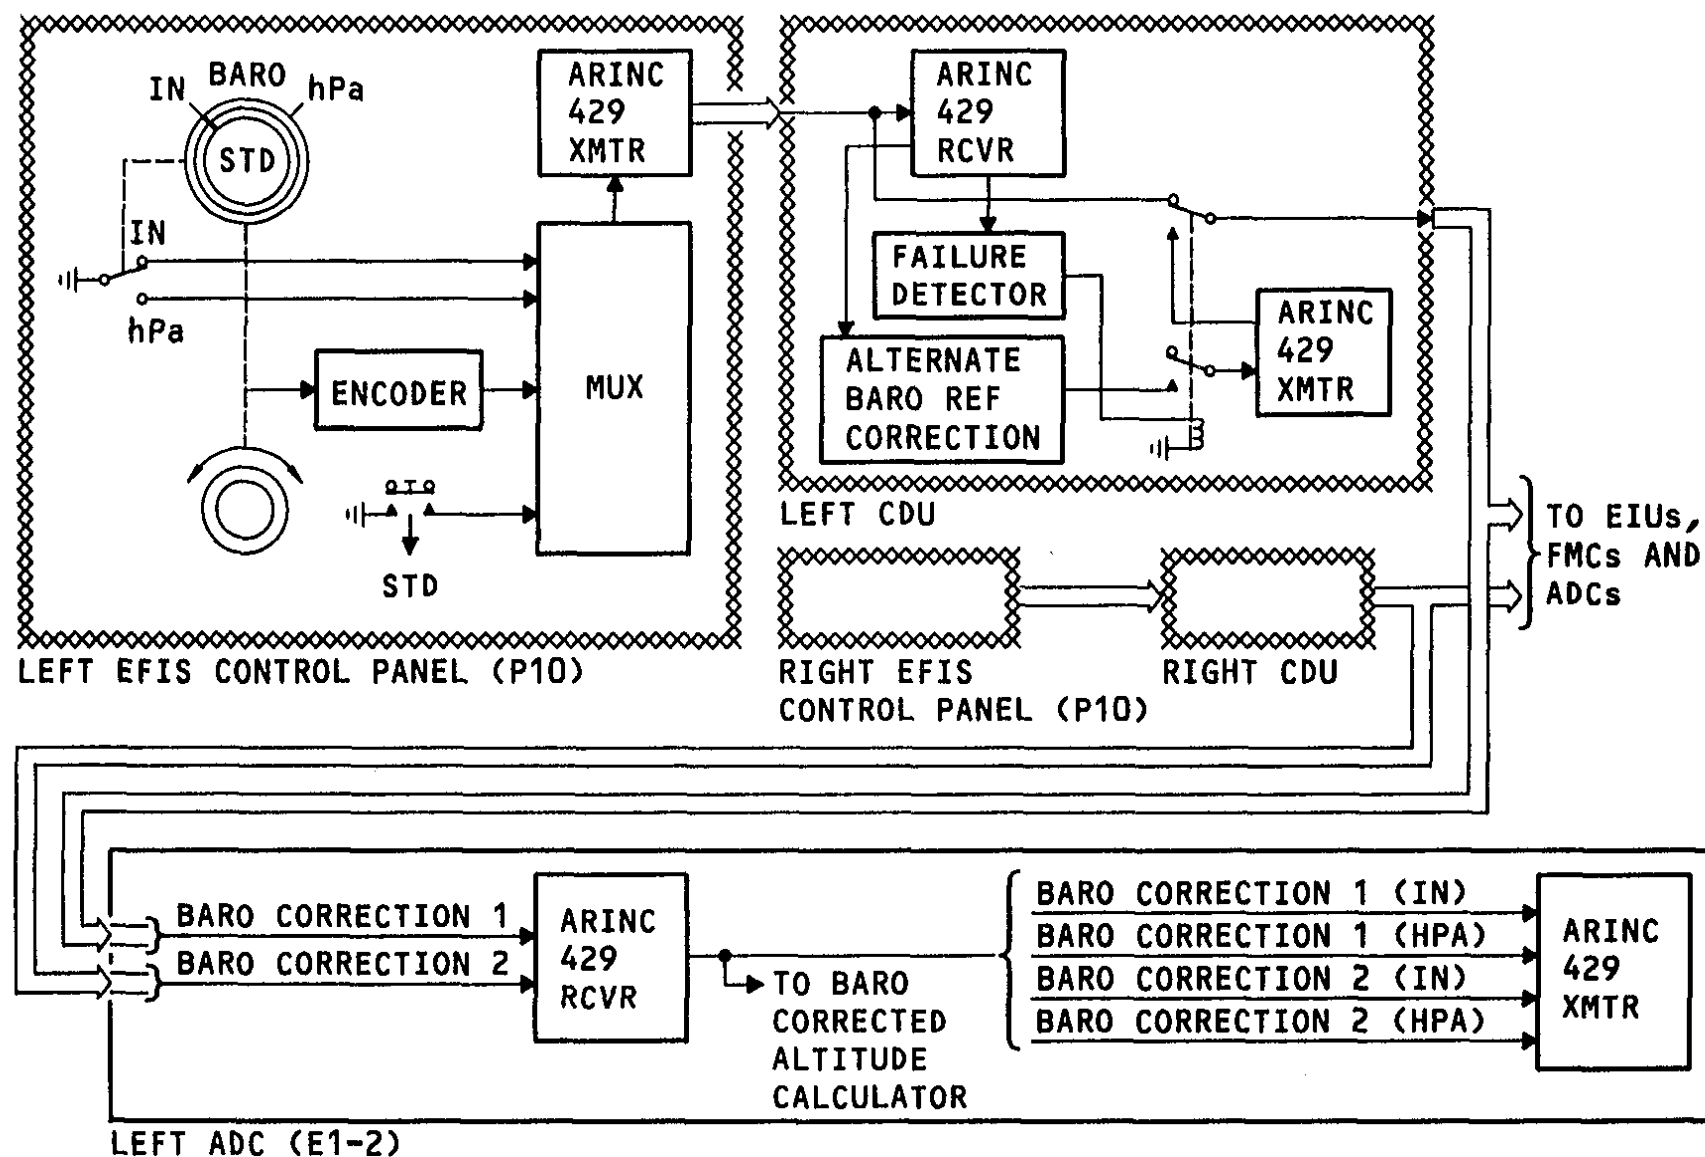 BARO
IN
hPa
STD
IN
hPa
ENCODER
STD
MUX
ARINC
429
XMTR
LEFT EFIS CONTROL PANEL (P10)
ARINC
429
RCVR
FAILURE
DETECTOR
ALTERNATE
BARO REF
CORRECTION
ARINC
429
XMTR
LEFT CDU
TO EIUs,
FMCs AND
ADCs
RIGHT EFIS
CONTROL PANEL (P10)
RIGHT CDU
BARO CORRECTION 1
BARO CORRECTION 2
ARINC
429
RCVR
TO BARO
CORRECTED
ALTITUDE
CALCULATOR
BARO CORRECTION 1 (IN)
BARO CORRECTION 1 (HPA)
BARO CORRECTION 2 (IN)
BARO CORRECTION 2 (HPA)
ARINC
429
XMTR
LEFT ADC (E1-2)